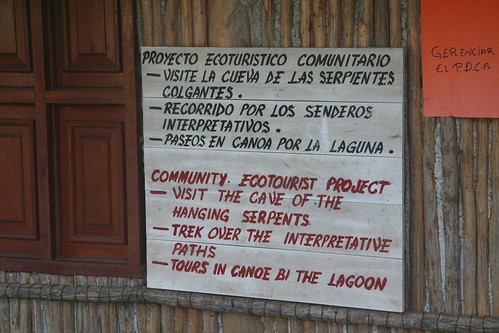 PROYECTO ECOTURISTICO COMUNITARIO
— VISITE LA CUEVA DE LAS SERPIENTES
COLGANTES.
— RECORRIDO POR LOS SENDEROS
INTERPRETATIVOS.
— PASEOS EN CANOA POR LA LAGUNA.
COMMUNITY. ECOTOURIST PROJECT
— VISIT THE CAVE OF THE
HANGING SERPENTS
— TREK OVER THE INTERPRETATIVE
PATHS
— TOURS IN CANOE BI THE LAGOON
GERENCIAR
EL P.D.C.A.